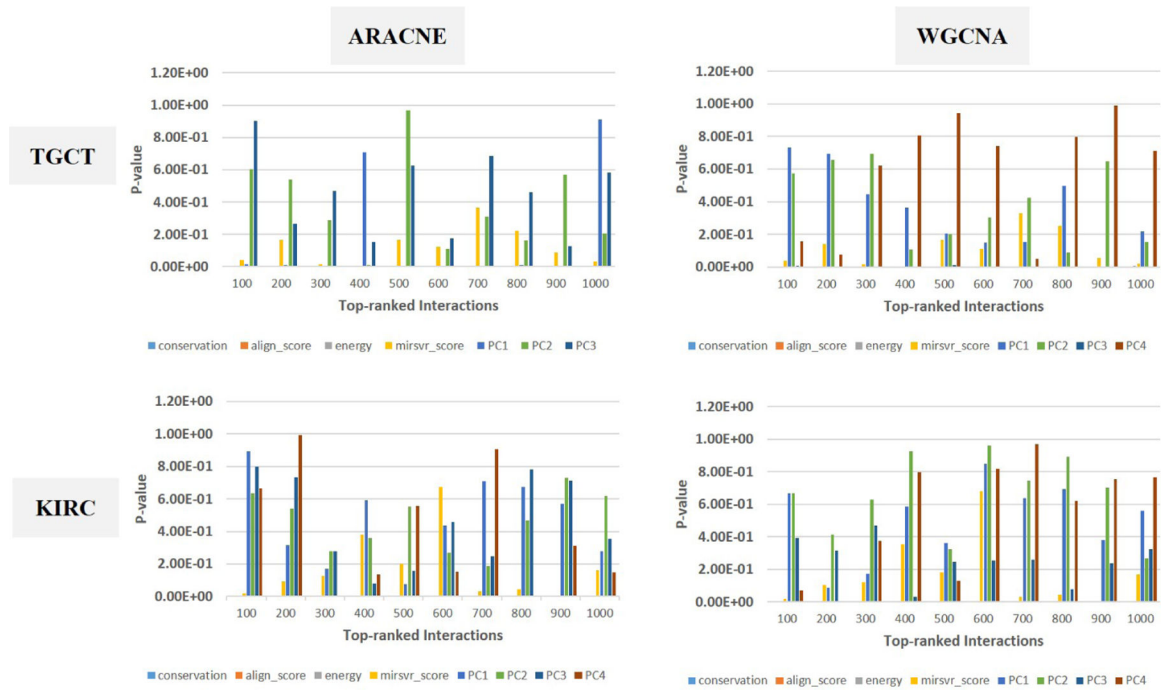 ARACNE
WGCNA
TGCT
1.20E+00
1.00E+00
8.00E-01
6.00E-01
4.00E-01
2.00E-01
0.00E+00
P-value
100 200 300 400 500 600 700 800 900 1000
Top-ranked Interactions
conservation align_score energy mirsvr_score PC1 PC2 PC3
1.20E+00
1.00E+00
8.00E-01
6.00E-01
4.00E-01
2.00E-01
0.00E+00
P-value
100 200 300 400 500 600 700 800 900 1000
Top-ranked Interactions
conservation align_score energy mirsvr_score PC1 PC2 PC3 PC4
KIRC
1.20E+00
1.00E+00
8.00E-01
6.00E-01
4.00E-01
2.00E-01
0.00E+00
P-value
100 200 300 400 500 600 700 800 900 1000
Top-ranked Interactions
conservation align_score energy mirsvr_score PC1 PC2 PC3 PC4
1.20E+00
1.00E+00
8.00E-01
6.00E-01
4.00E-01
2.00E-01
0.00E+00
P-value
100 200 300 400 500 600 700 800 900 1000
Top-ranked Interactions
conservation align_score energy mirsvr_score PC1 PC2 PC3 PC4